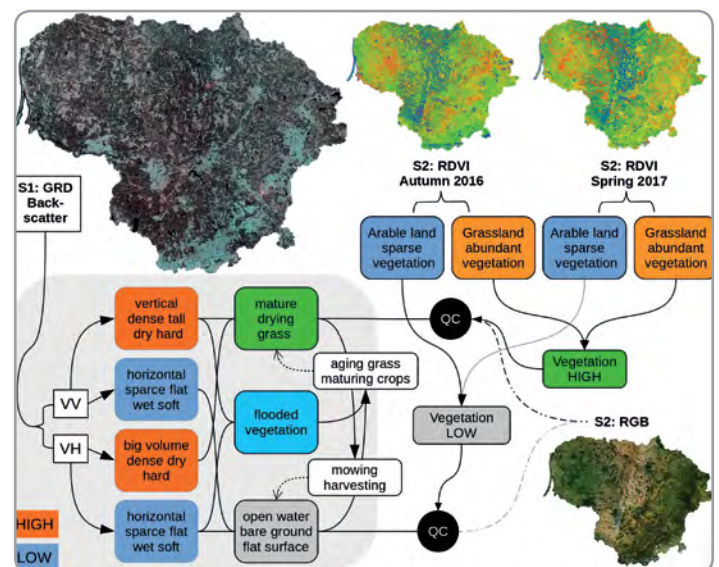 S1: GRD
Back-
scatter
S2: RDVI
Autumn 2016
S2: RDVI
Spring 2017
Arable land
sparse
vegetation
Grassland
abundant
vegetation
Arable land
sparse
vegetation
Grassland
abundant
vegetation
vertical
dense tall
dry hard
mature
drying
grass
QC
aging grass
maturing crops
Vegetation
HIGH
VV
horizontal
sparce flat
wet soft
flooded
vegetation
Vegetation
LOW
S2: RGB
VH
big volume
dense dry
hard
mowing
harvesting
HIGH
LOW
horizontal
sparce flat
wet soft
open water
bare ground
flat surface
QC